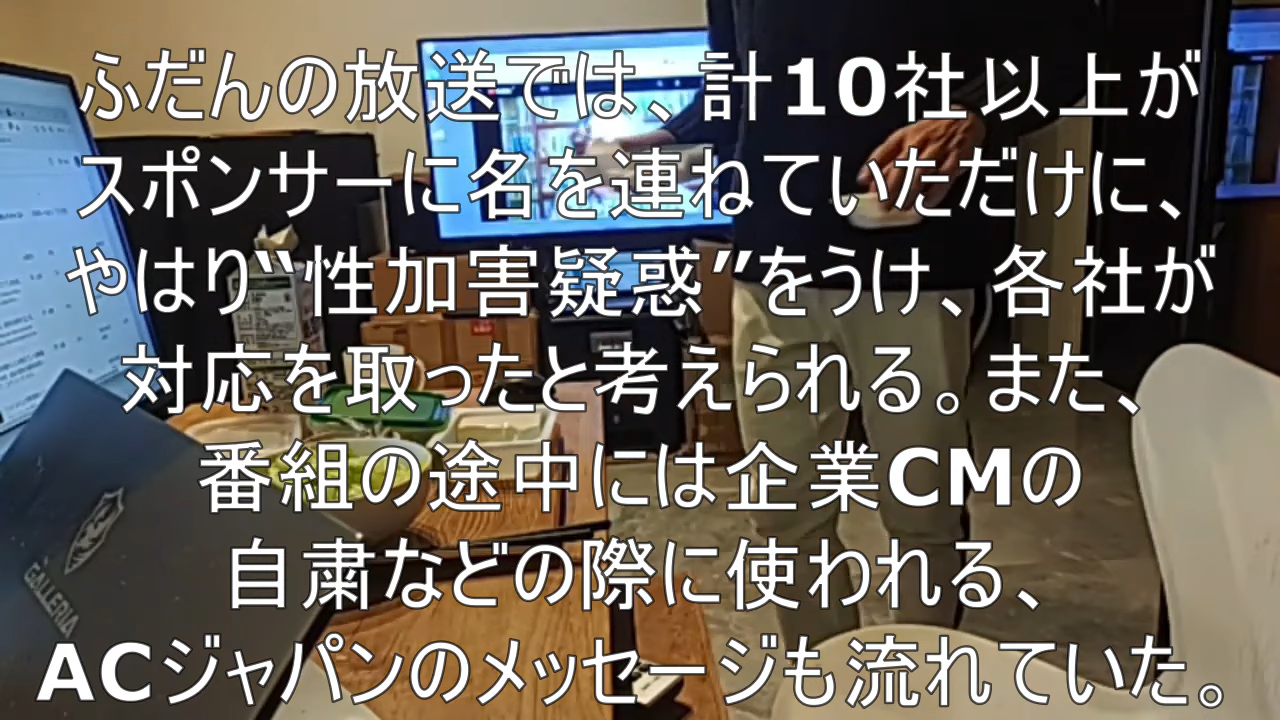 ふだんの放送では、計10社以上が
スポンサーに名を連ねていただけに、
やはり“性加害疑惑”をうけ、各社が
対応を取ったと考えられる。また、
番組の途中には企業CMの
自粛などの際に使われる、
ACジャパンのメッセージも流れていた。
GALLERIA